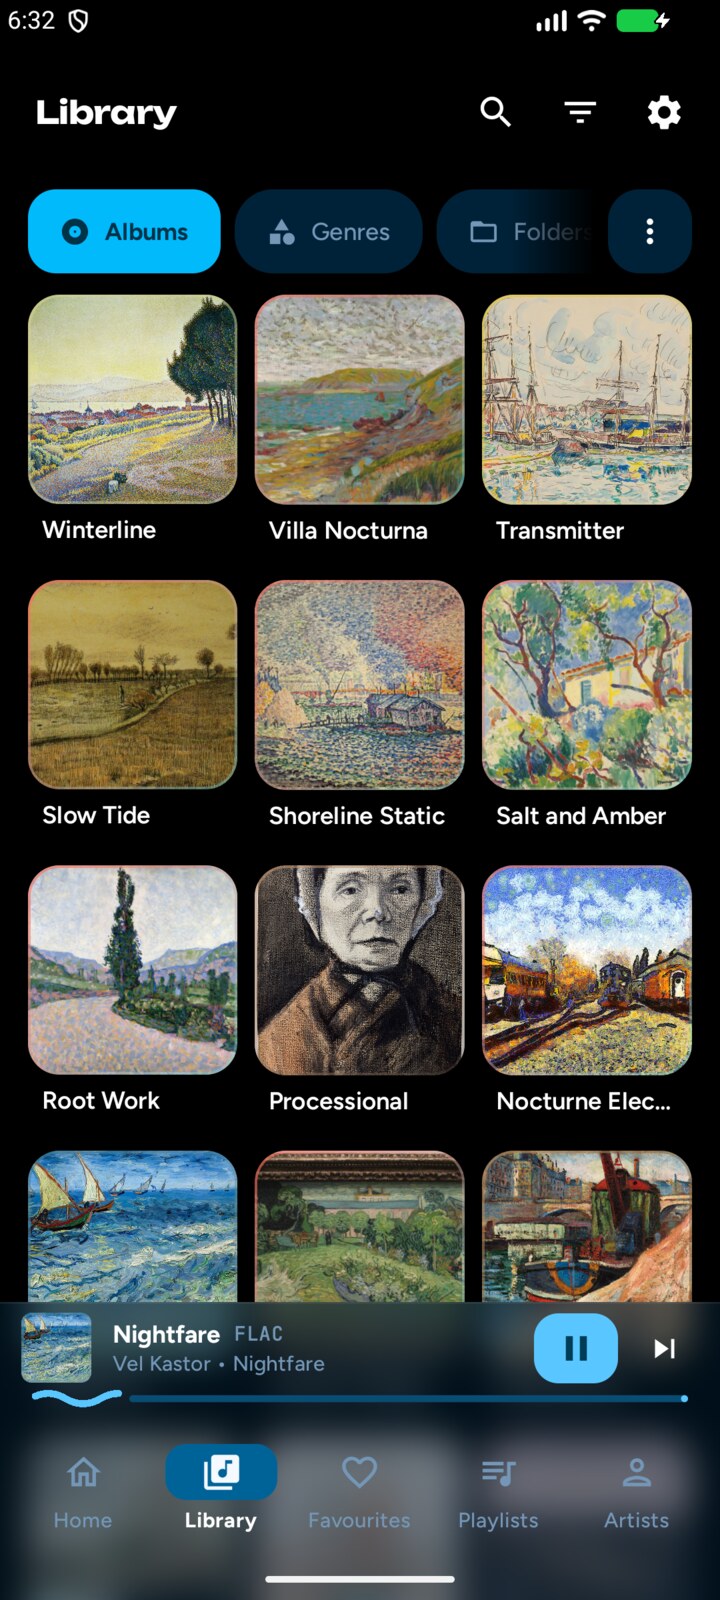 6:32
Library
Albums
Genres
Folders
Winterline
Villa Nocturna
Transmitter
Slow Tide
Shoreline Static
Salt and Amber
Root Work
Processional
Nocturne Elec...
Nightfare FLAC
Vel Kastor • Nightfare
Home
Library
Favourites
Playlists
Artists